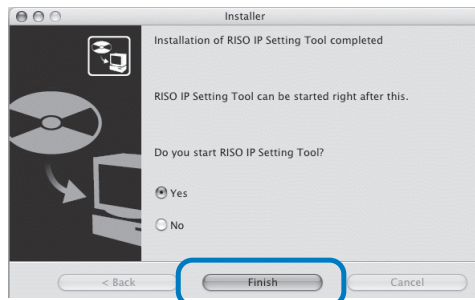 Installer
Installation of RISO IP Setting Tool completed
RISO IP Setting Tool can be started right after this.
Do you start RISO IP Setting Tool?
Yes
No
< Back
Finish
Cancel